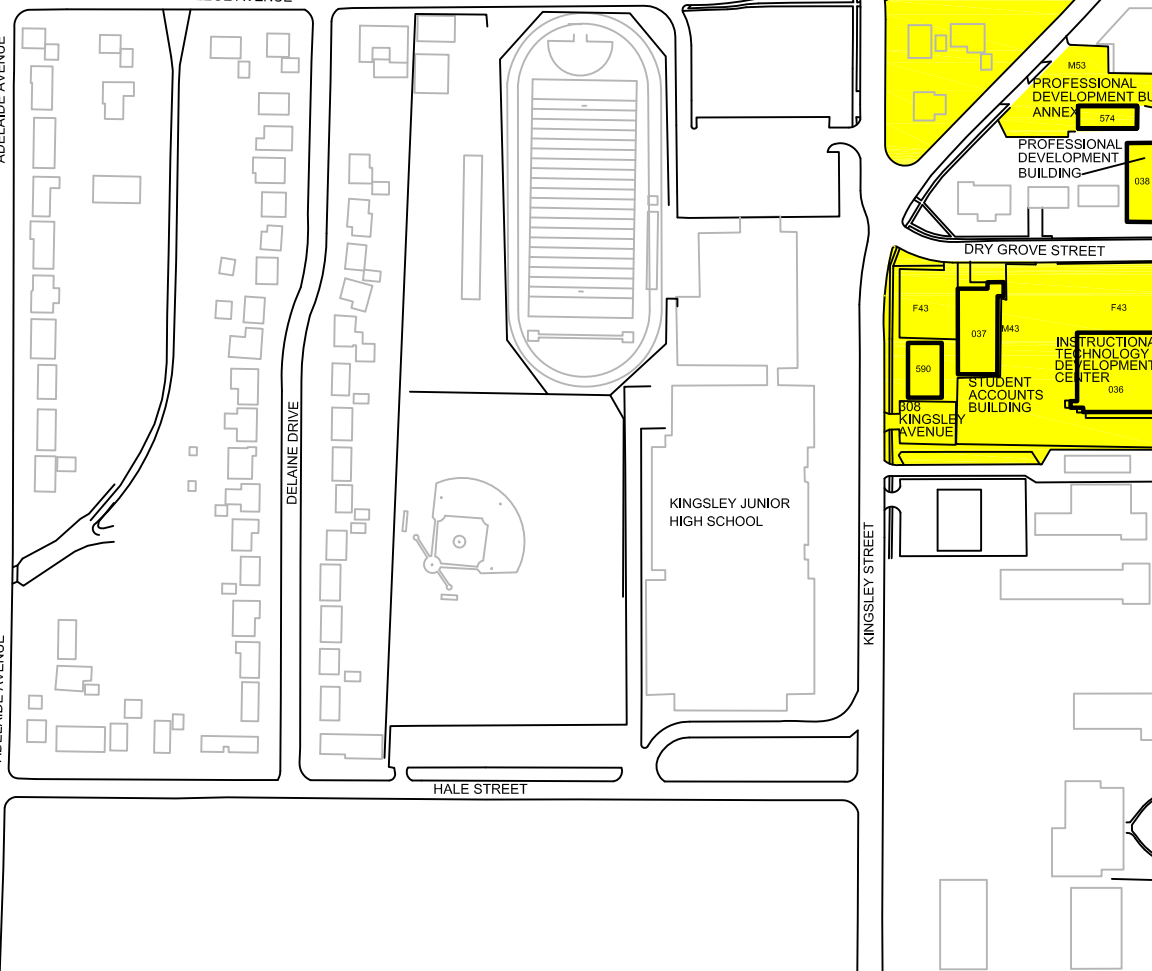 AVENUE
ADELAIDE AVENUE
M53
PROFESSIONAL
DEVELOPMENT BU
ANNEX
574
PROFESSIONAL
DEVELOPMENT
BUILDING
038
DRY GROVE STREET
F43
037
M43
F43
590
INSTRUCTIONA
TECHNOLOGY
DEVELOPMENT
CENTER
036
STUDENT
ACCOUNTS
BUILDING
808
KINGSLEY
AVENUE
DELAINE DRIVE
KINGSLEY JUNIOR
HIGH SCHOOL
KINGSLEY STREET
ADELAIDE AVENUE
HALE STREET